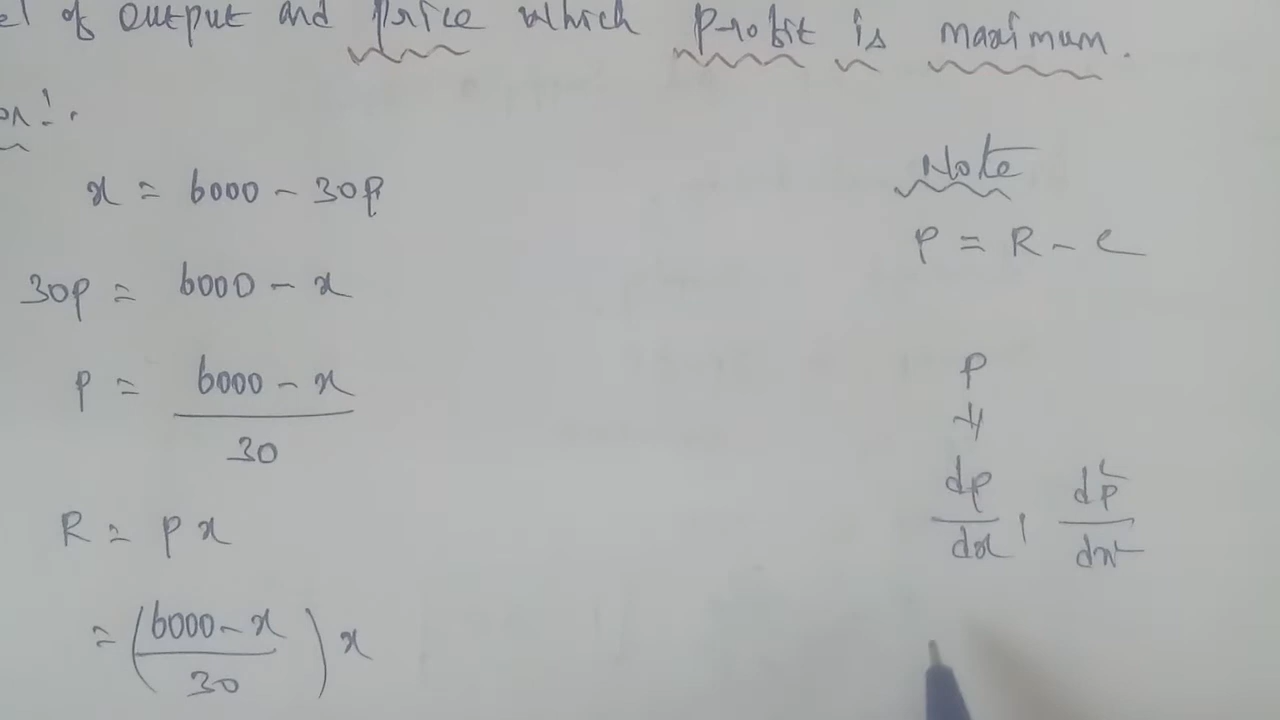 of output and price which profit is maximum.
x = 6000 - 30p
30p = 6000 - x
p = 6000 - x / 30
R = px
= (6000 - x / 30) x
Note
P = R - C
P
dp/dx, d²p/dx²